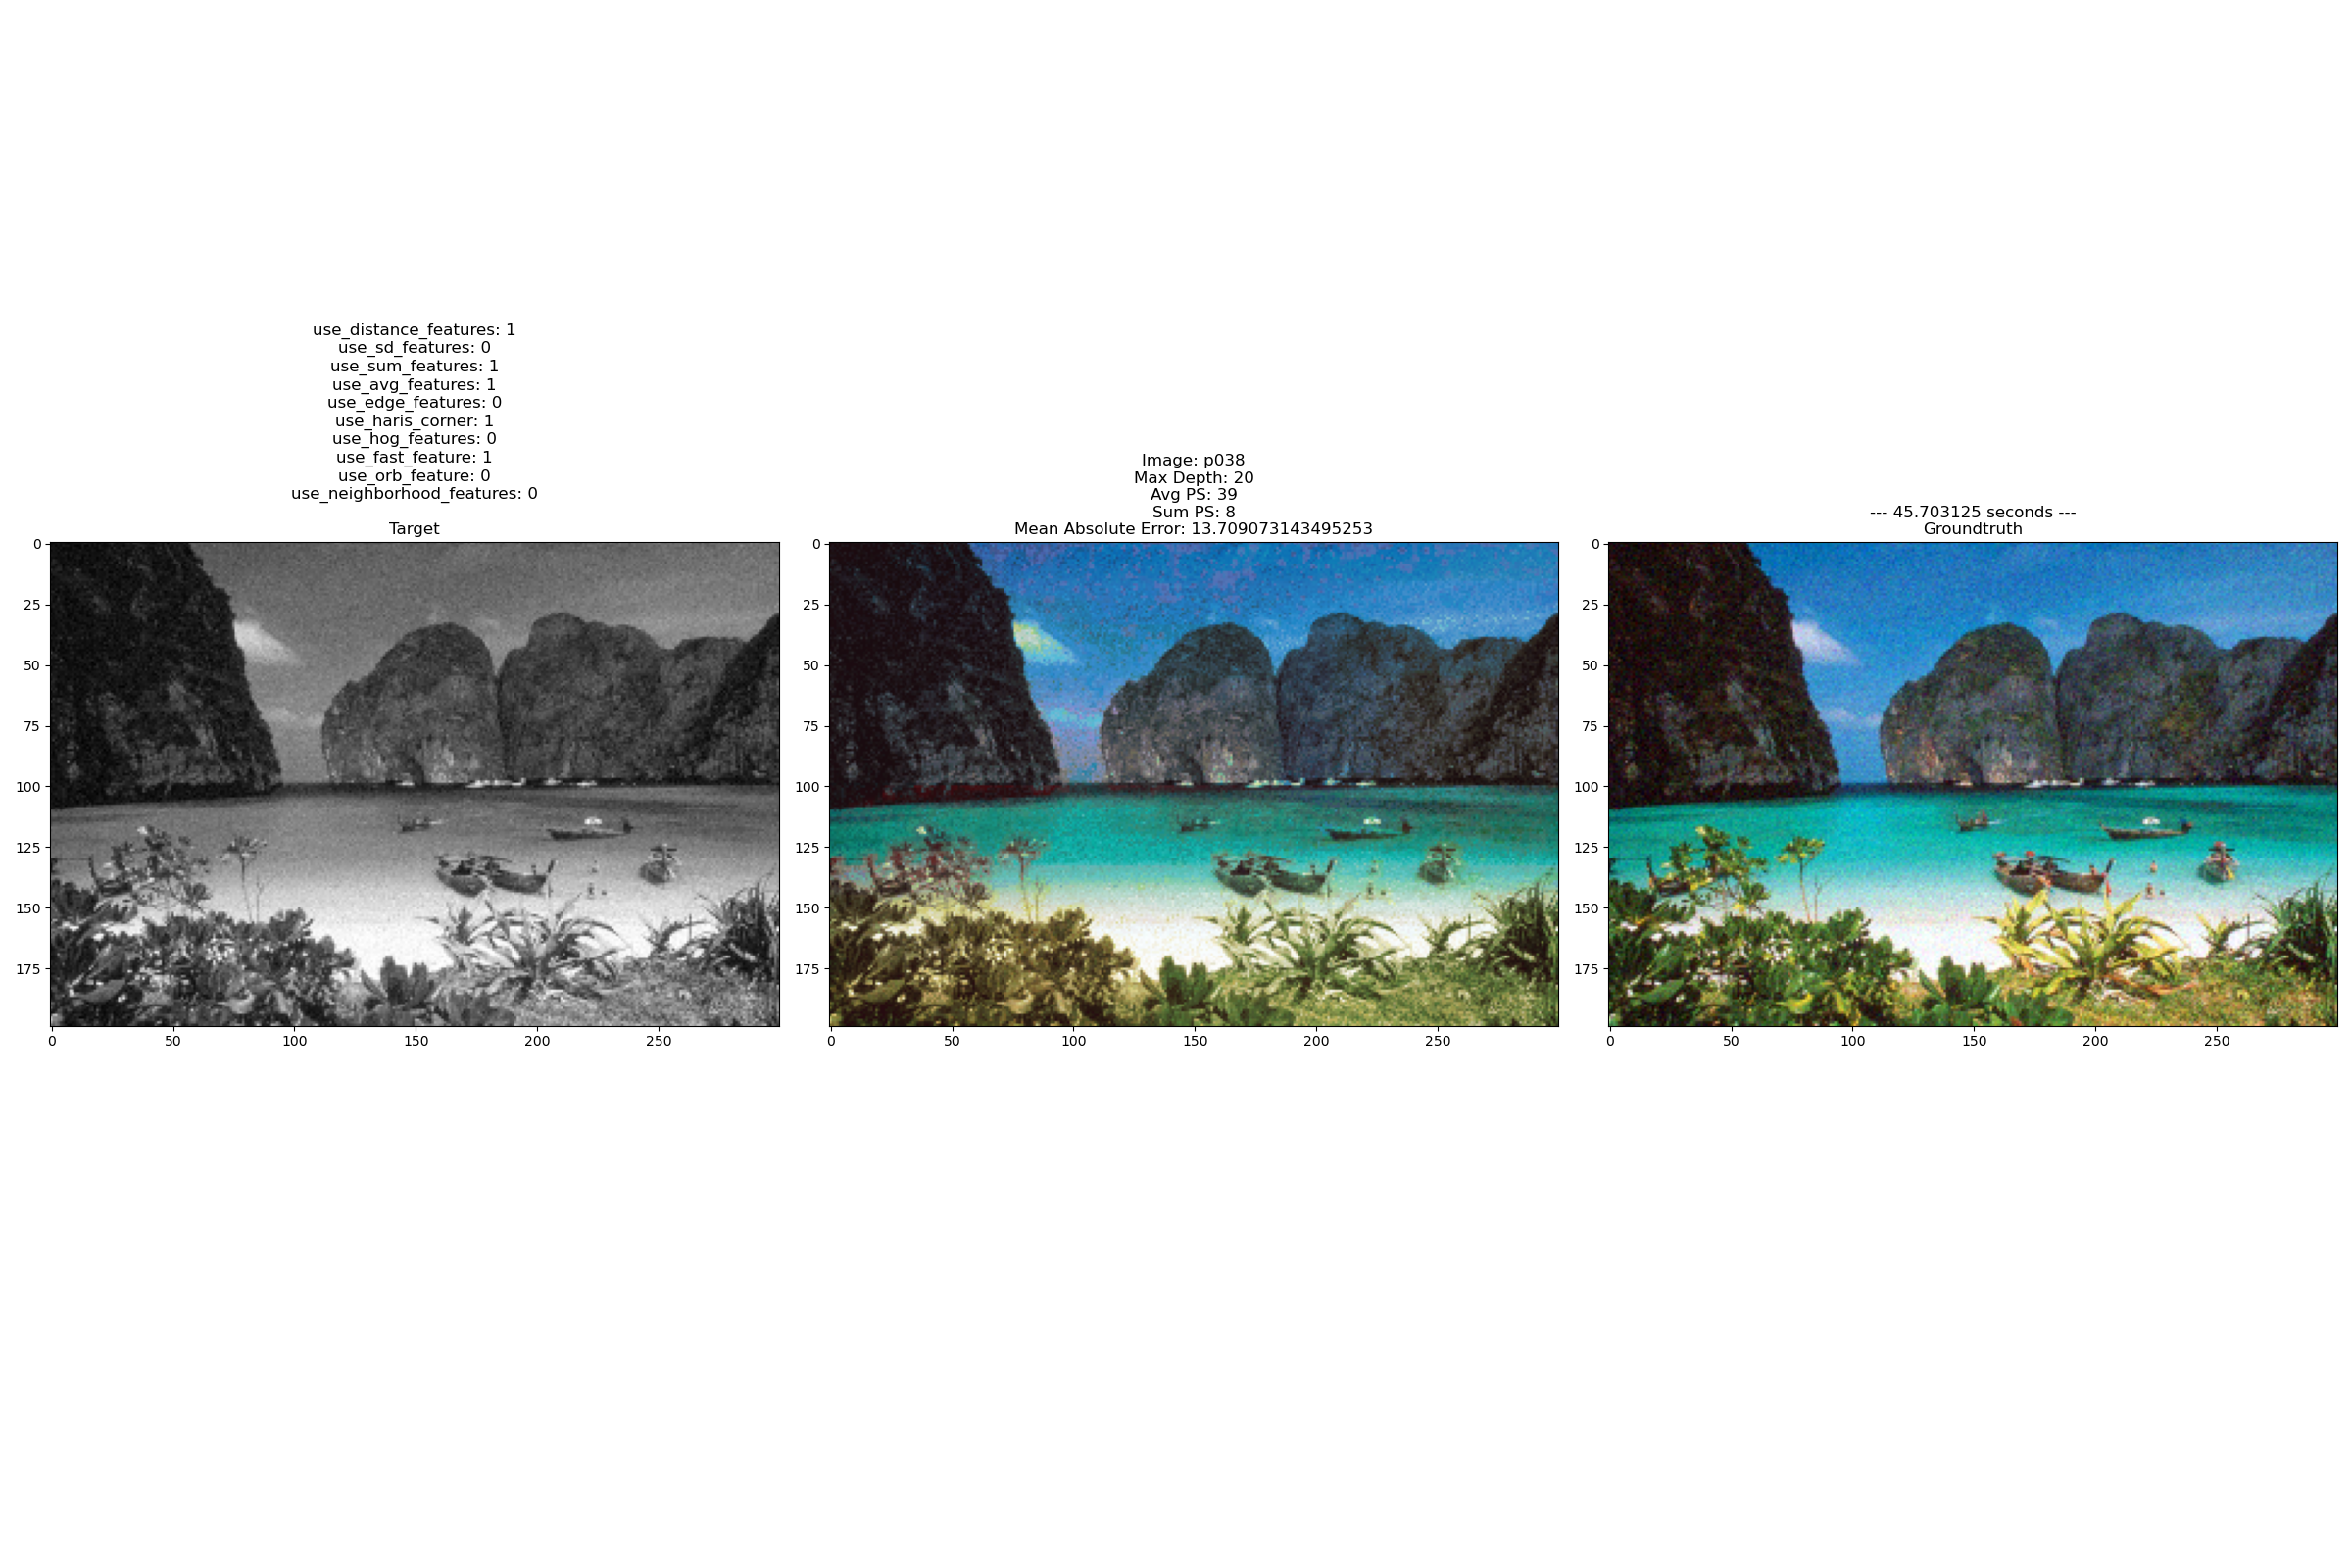 use_distance_features: 1
use_sd_features: 0
use_sum_features: 1
use_avg_features: 1
use_edge_features: 0
use_haris_corner: 1
use_hog_features: 0
use_fast_feature: 1
use_orb_feature: 0
use_neighborhood_features: 0
Target
0
25
50
75
100
125
150
175
0 50 100 150 200 250
Image: p038
Max Depth: 20
Avg PS: 39
Sum PS: 8
Mean Absolute Error: 13.709073143495253
0
25
50
75
100
125
150
175
0 50 100 150 200 250
--- 45.703125 seconds ---
Groundtruth
0
25
50
75
100
125
150
175
0 50 100 150 200 250